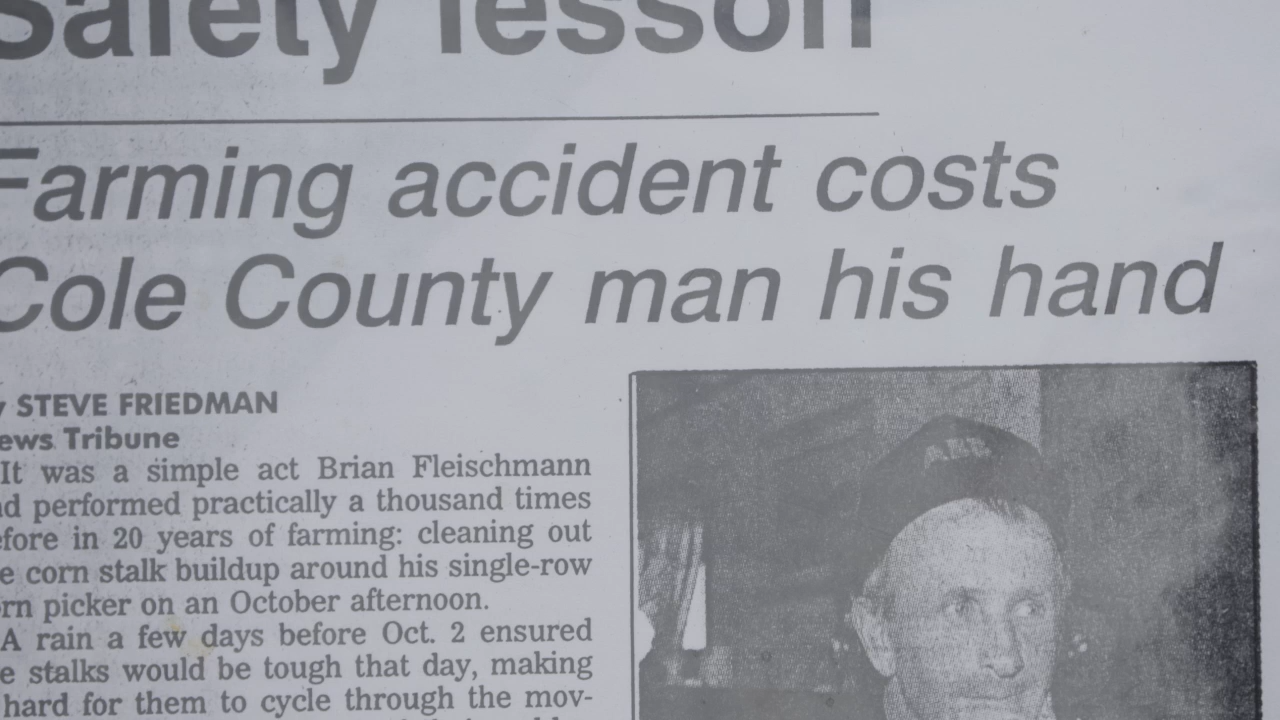 Safety lesson
Farming accident costs
Cole County man his hand
y STEVE FRIEDMAN
ews Tribune
It was a simple act Brian Fleischmann
d performed practically a thousand times
efore in 20 years of farming: cleaning out
e corn stalk buildup around his single-row
rn picker on an October afternoon.
A rain a few days before Oct. 2 ensured
e stalks would be tough that day, making
hard for them to cycle through the mov-